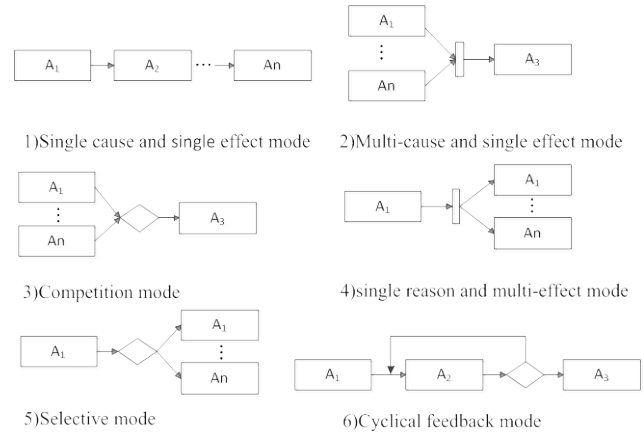 A1 A2 ... An
1)Single cause and single effect mode
A1
⋮
An
A3
2)Multi-cause and single effect mode
A1
⋮
An
A3
3)Competition mode
A1
A1
⋮
An
4)single reason and multi-effect mode
A1
A1
⋮
An
5)Selective mode
A1 A2 A3
6)Cyclical feedback mode